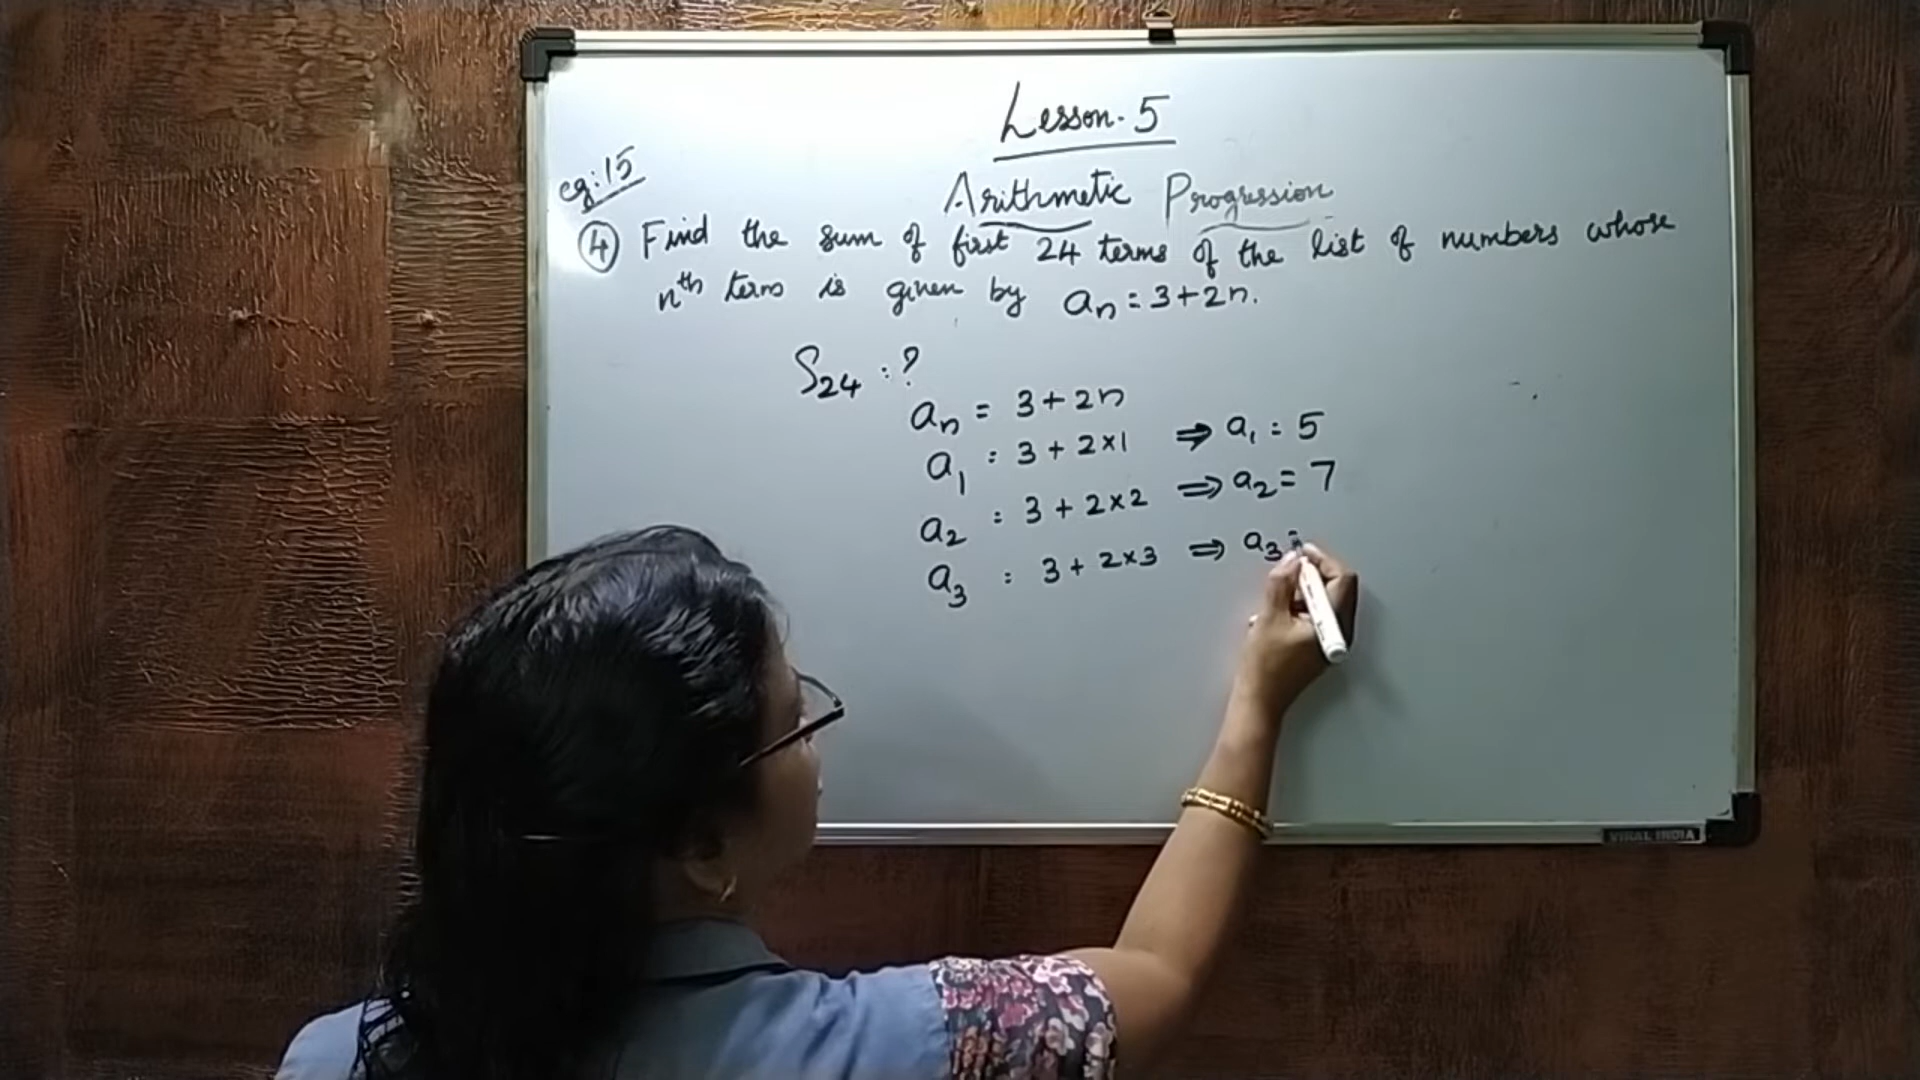 Lesson-5
eg:15
Arithmetic Progression
④ Find the sum of first 24 terms of the list of numbers whose
nth term is given by an = 3+2n.
S24 : ?
an = 3+2n
a1 : 3 + 2×1 ⇒ a1 : 5
a2 : 3 + 2×2 ⇒ a2 = 7
a3 : 3 + 2×3 ⇒ a3 =
VIRAL INDIA